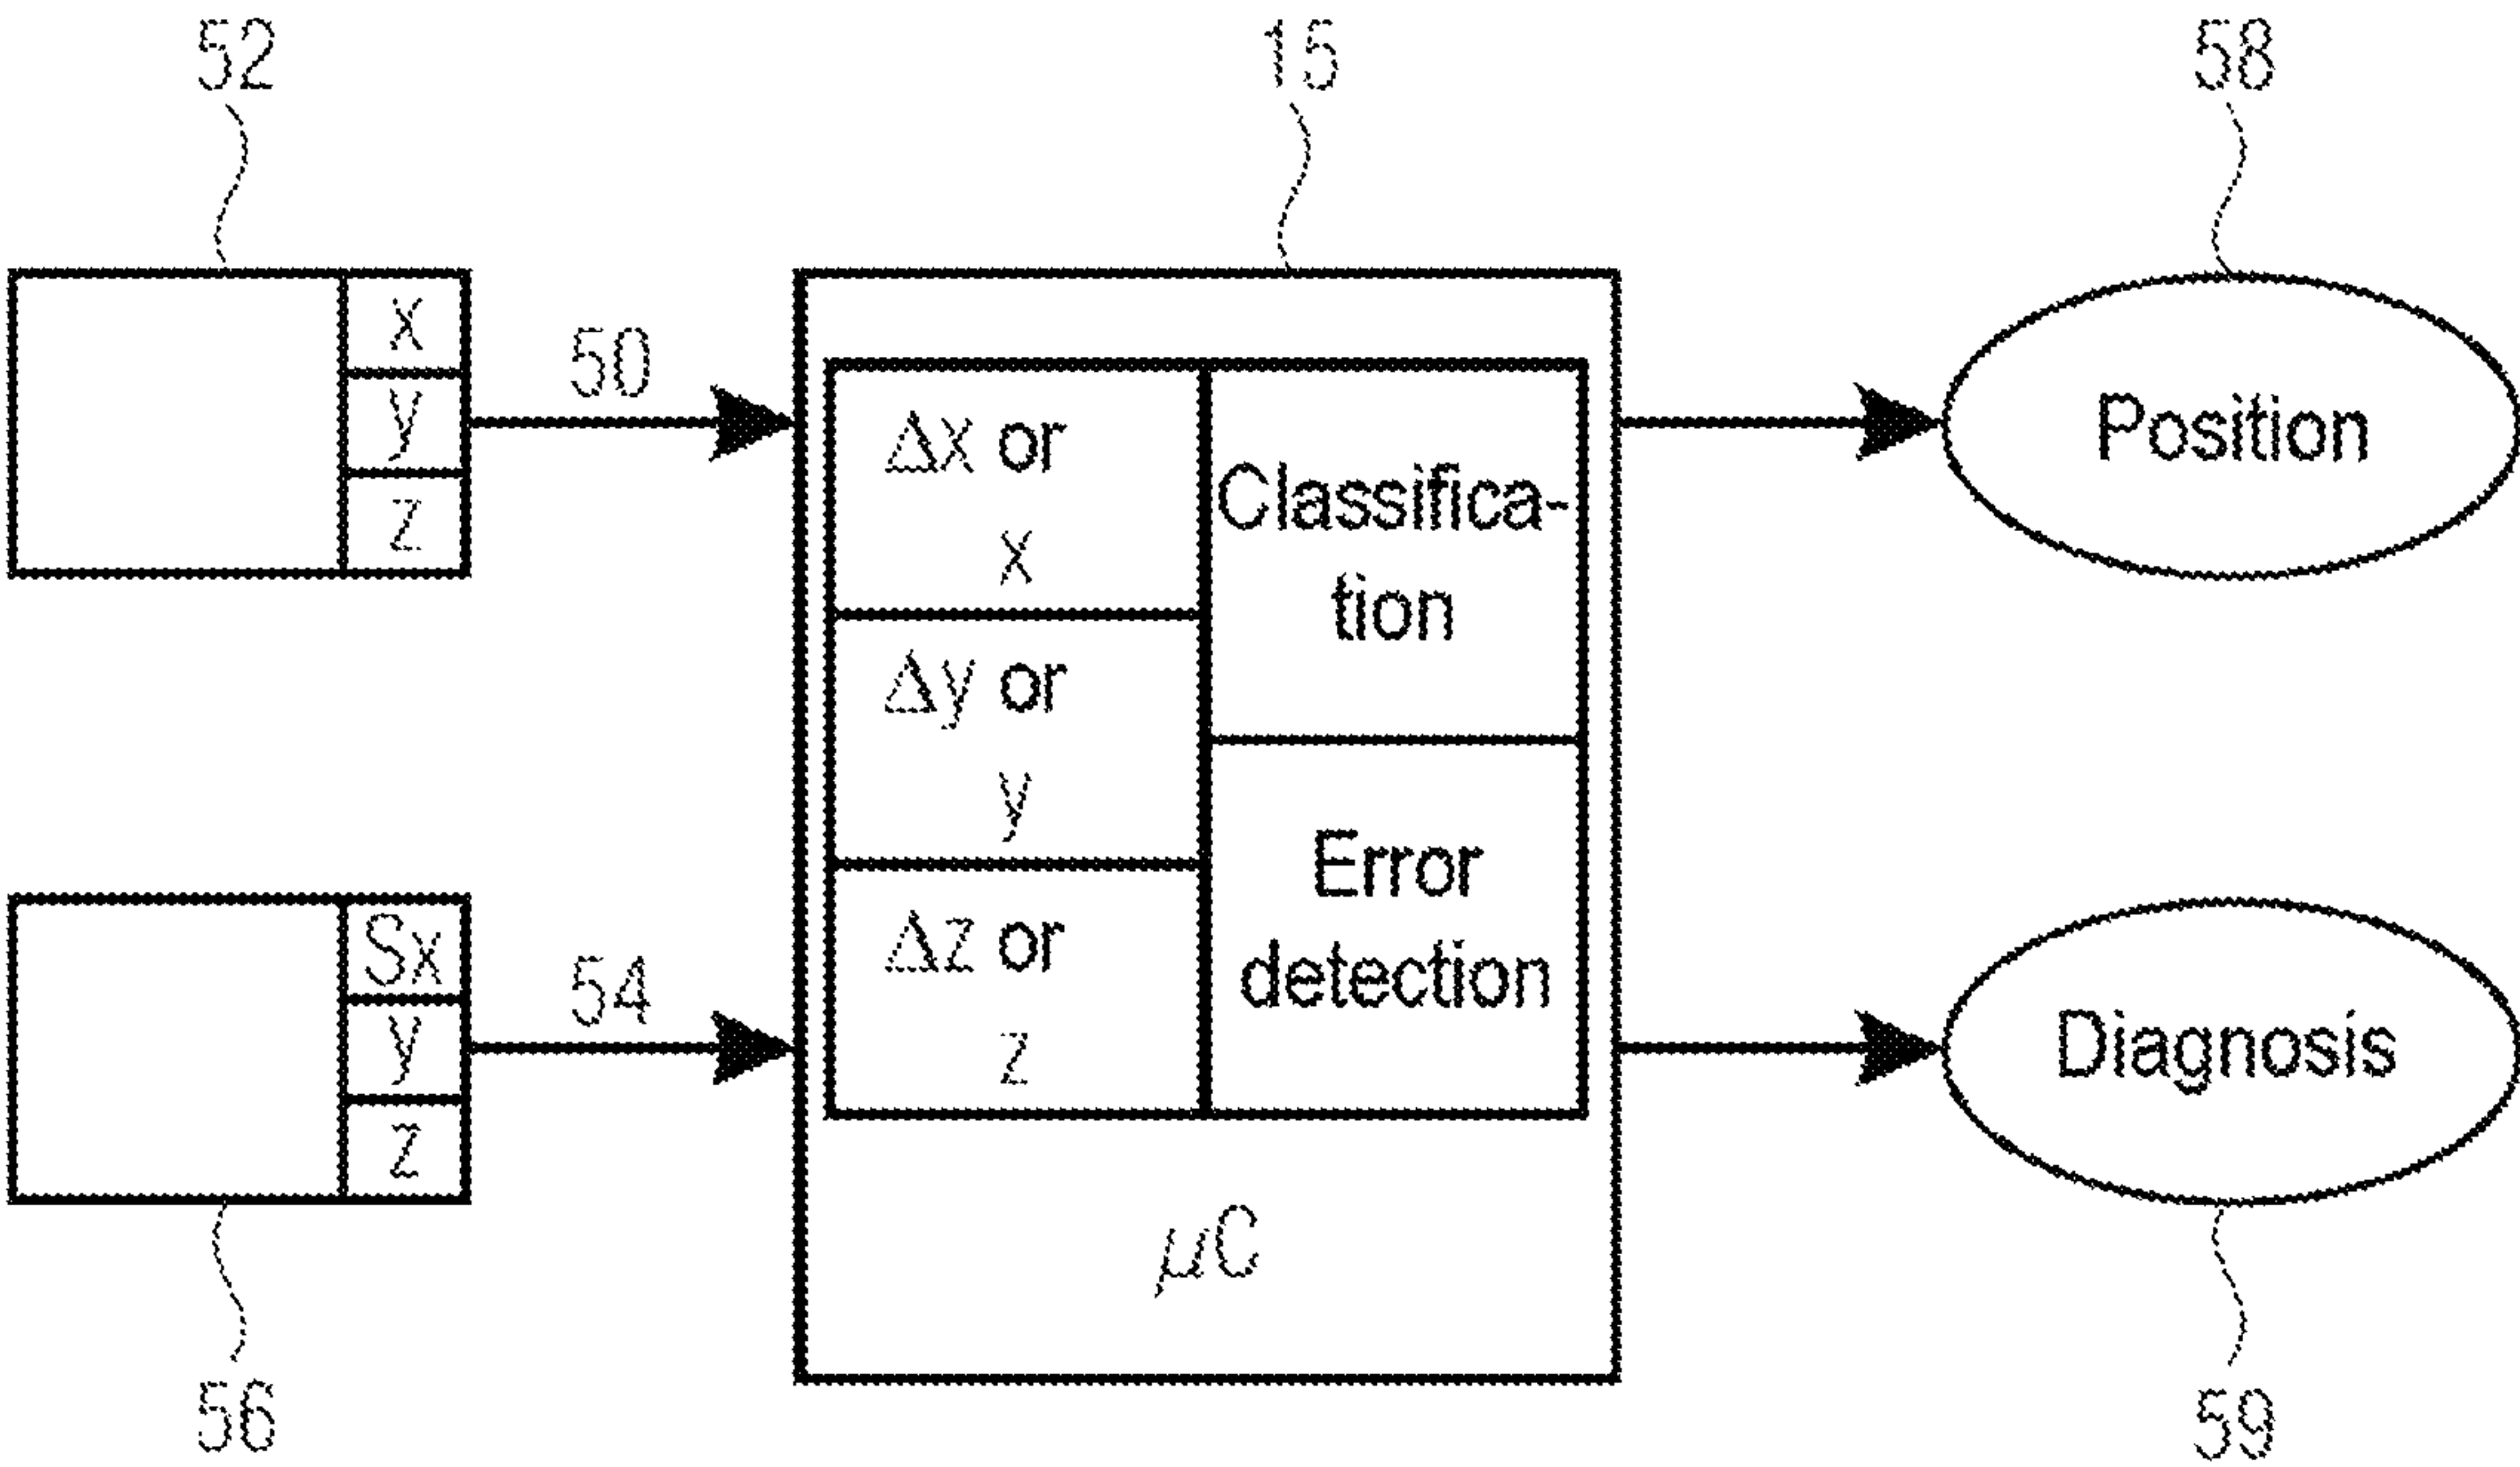 52
15
58
x
y
z
50
Δx or
x
Δy or
y
Δz or
z
Classifica-
tion
Error
detection
μC
Position
Sx
y
z
54
Diagnosis
56
59